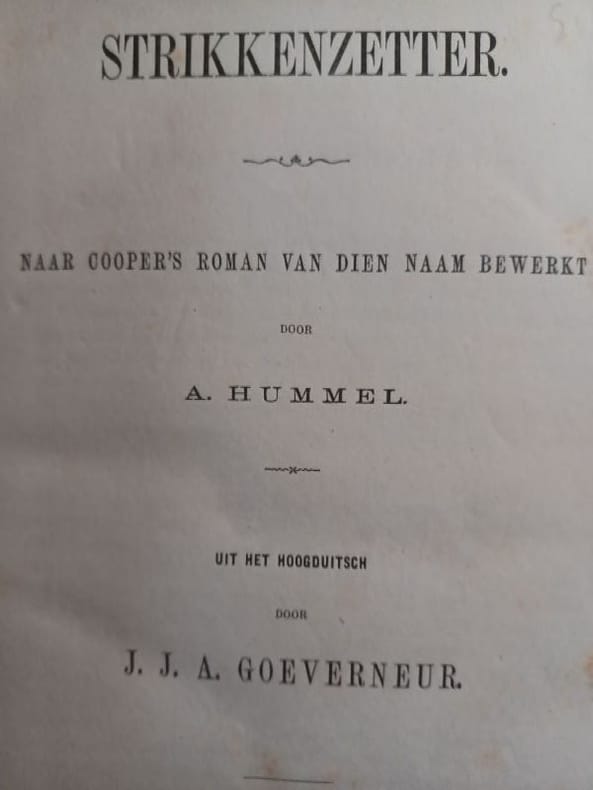 STRIKKENZETTER.
NAAR COOPER'S ROMAN VAN DIEN NAAM BEWERKT
DOOR
A. HUMMEL.
UIT HET HOOGDUITSCH
DOOR
J. J. A. GOEVERNEUR.